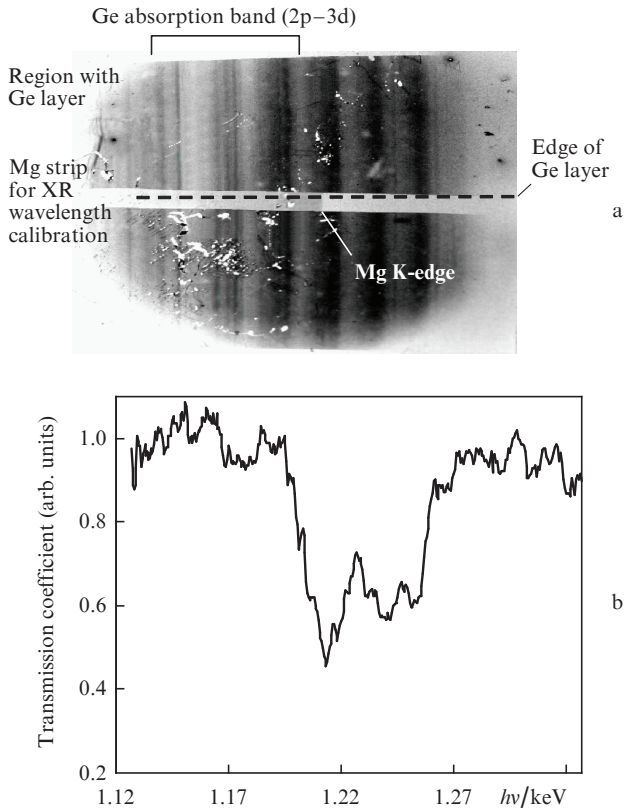 Ge absorption band (2p–3d)
Region with
Ge layer
Mg strip
for XR
wavelength
calibration
Edge of
Ge layer
a
Mg K-edge
Transmission coefficient (arb. units)
1.0
0.8
0.6
0.4
0.2
b
1.12
1.17
1.22
1.27
hν/keV